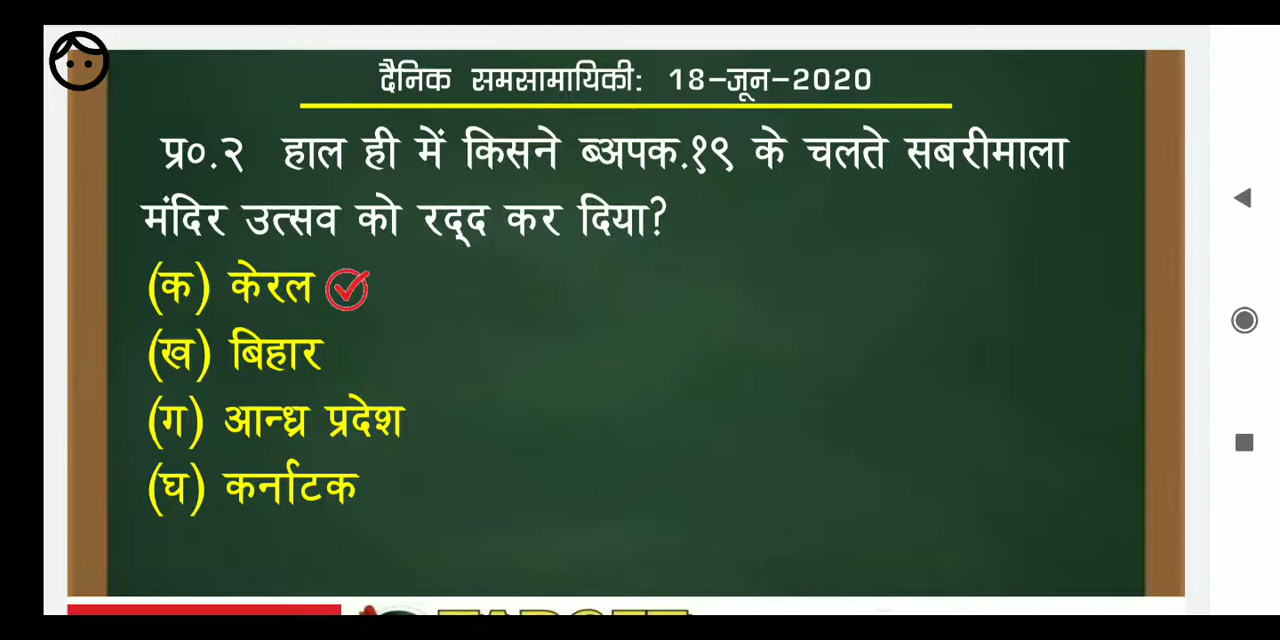 दैनिक समसामायिकी: 18-जून-2020
प्र०.२ हाल ही में किसने ब्अपक.१९ के चलते सबरीमाला
मंदिर उत्सव को रद्द कर दिया?
(क) केरल
(ख) बिहार
(ग) आन्ध्र प्रदेश
(घ) कर्नाटक